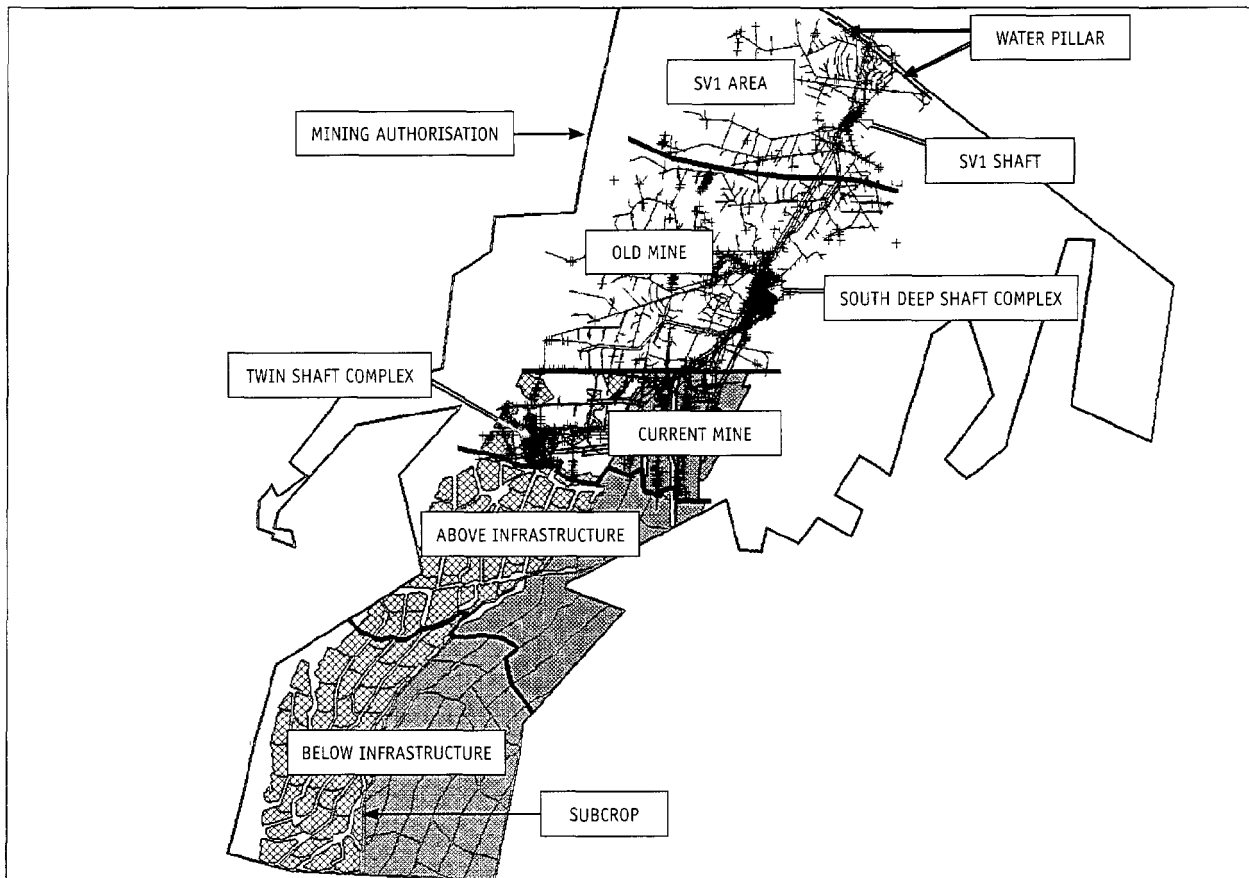 WATER PILLAR
SV1 AREA
MINING AUTHORISATION
SV1 SHAFT
OLD MINE
SOUTH DEEP SHAFT COMPLEX
TWIN SHAFT COMPLEX
CURRENT MINE
ABOVE INFRASTRUCTURE
BELOW INFRASTRUCTURE
SUBCROP